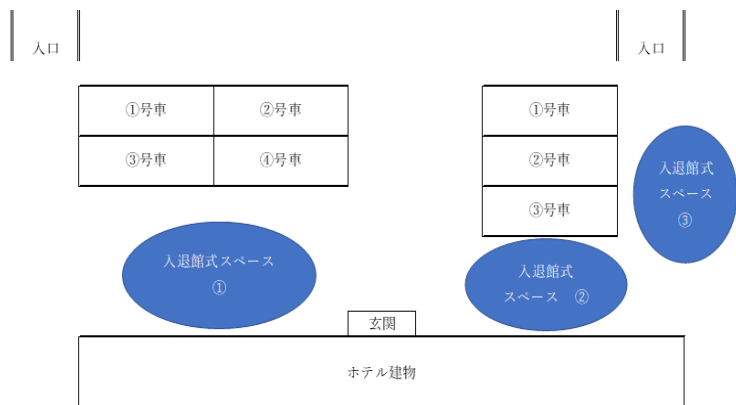 入口
入口
①号車
②号車
③号車
④号車
①号車
②号車
③号車
入退館式
スペース
③
入退館式スペース
①
入退館式
スペース ②
玄関
ホテル建物